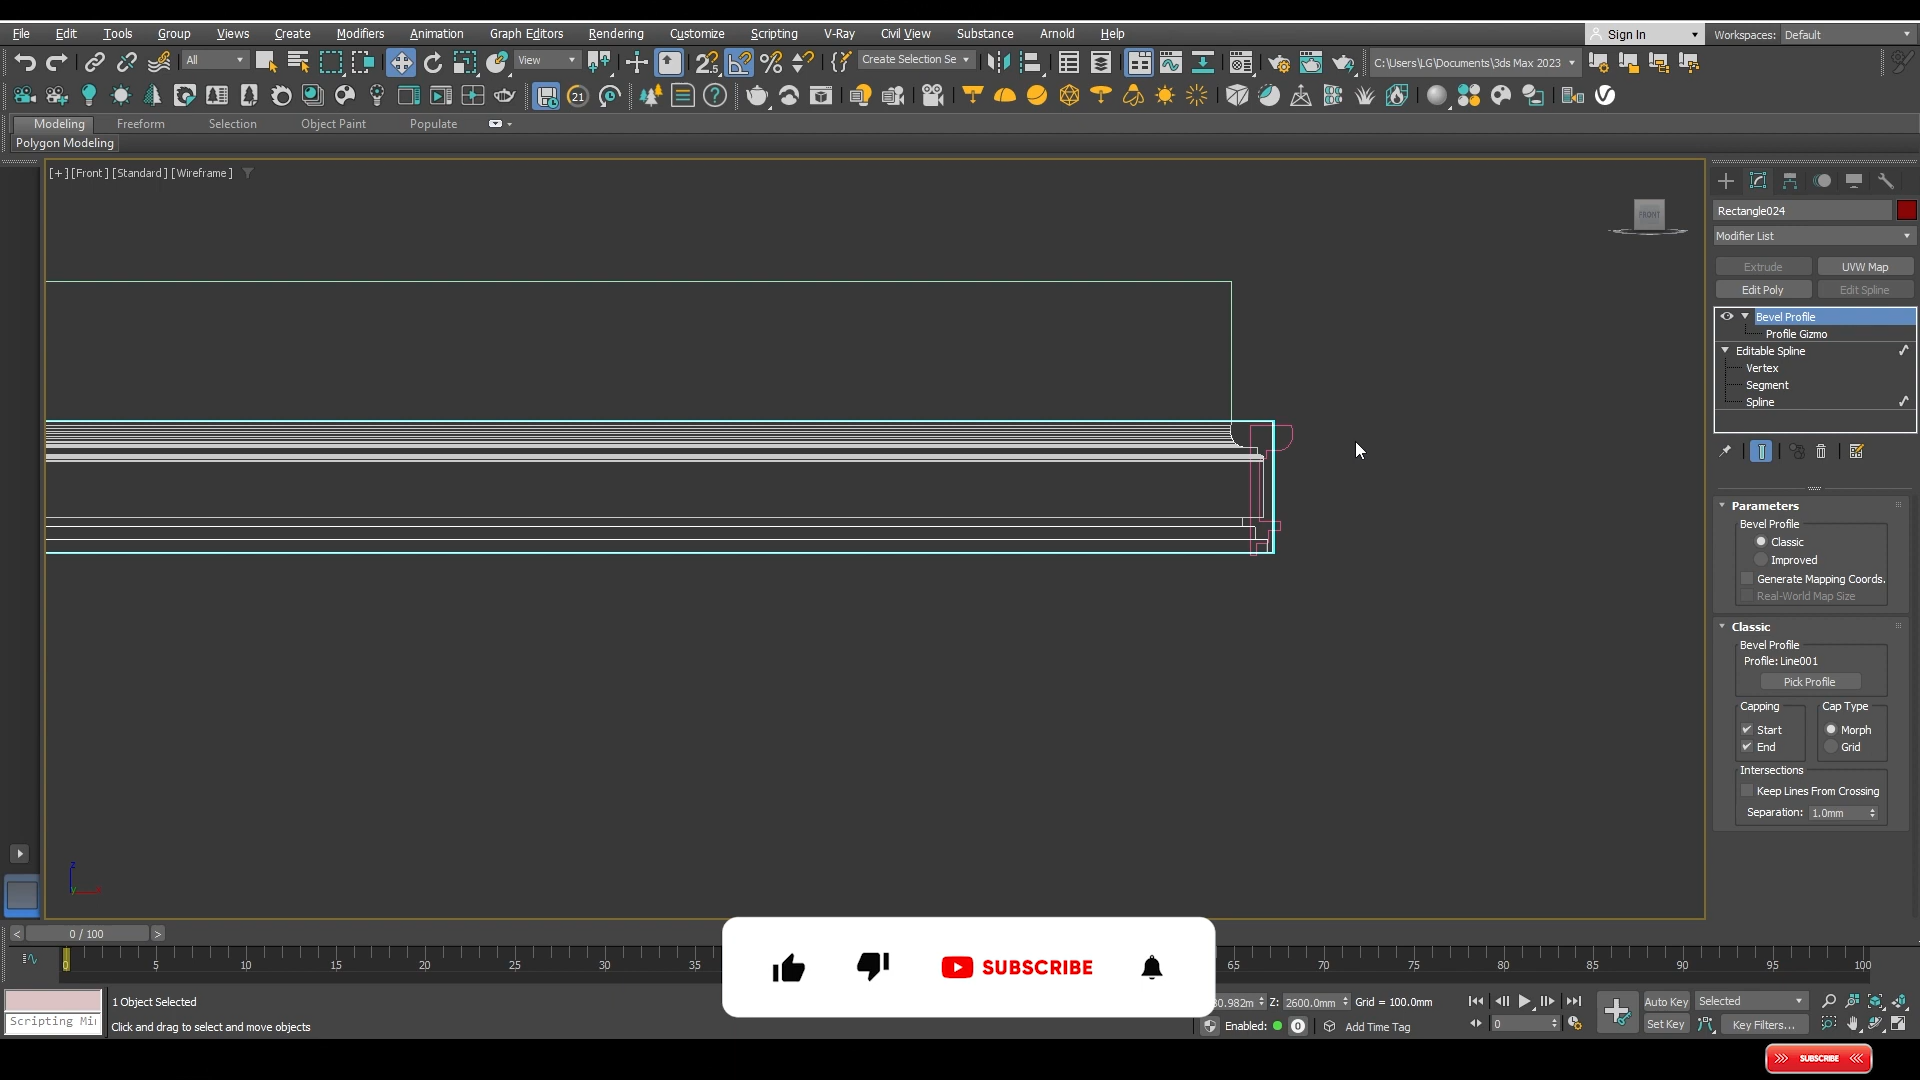 File Edit Tools Group Views Create Modifiers Animation Graph Editors Rendering Customize Scripting V-Ray Civil View Substance Arnold Help Sign In Workspaces: Default
All View Create Selection Se C:\Users\LG\Documents\3ds Max 2023
21
Modeling Freeform Selection Object Paint Populate
Polygon Modeling
[+] [Front] [Standard] [Wireframe]
FRONT
Rectangle024
Modifier List
Extrude UVW Map
Edit Poly Edit Spline
Bevel Profile
Profile Gizmo
Editable Spline
Vertex
Segment
Spline
Parameters
Bevel Profile
Classic
Improved
Generate Mapping Coords.
Real-World Map Size
Classic
Bevel Profile
Profile: Line001
Pick Profile
Capping Cap Type
Start Morph
End Grid
Intersections
Keep Lines From Crossing
Separation: 1.0mm
z
y
< 0 / 100 >
0 5 10 15 20 25 30 35 65 70 75 80 85 90 95 100
SUBSCRIBE
1 Object Selected
Z: 2600.0mm Grid = 100.0mm
Auto Key Selected
Scripting Mi
Click and drag to select and move objects
Enabled: 0 Add Time Tag
0
Set Key Key Filters...
SUBSCRIBE